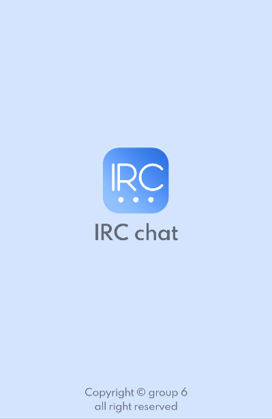 IRC
IRC chat
Copyright © group 6
all right reserved